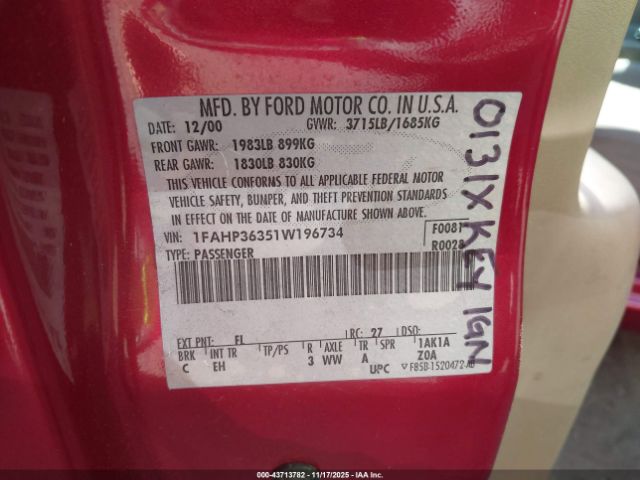 MFD. BY FORD MOTOR CO. IN U.S.A.
DATE: 12/00 GVWR: 3715LB/1685KG
FRONT GAWR: 1983LB 899KG
REAR GAWR: 1830LB 830KG
THIS VEHICLE CONFORMS TO ALL APPLICABLE FEDERAL MOTOR
VEHICLE SAFETY, BUMPER, AND THEFT PREVENTION STANDARDS
IN EFFECT ON THE DATE OF MANUFACTURE SHOWN ABOVE.
VIN: 1FAHP36351W196734 F0081
TYPE: PASSENGER R0028
EXT PNT: FL RC: 27 DSO:
BRK INT TR TP/PS R AXLE TR SPR 1AK1A
C EH 3 WW A Z0A
UPC ▽ F85B-1520472-AB
0131X KEY IGN
000-43713782 - 11/17/2025 - IAAI.COM